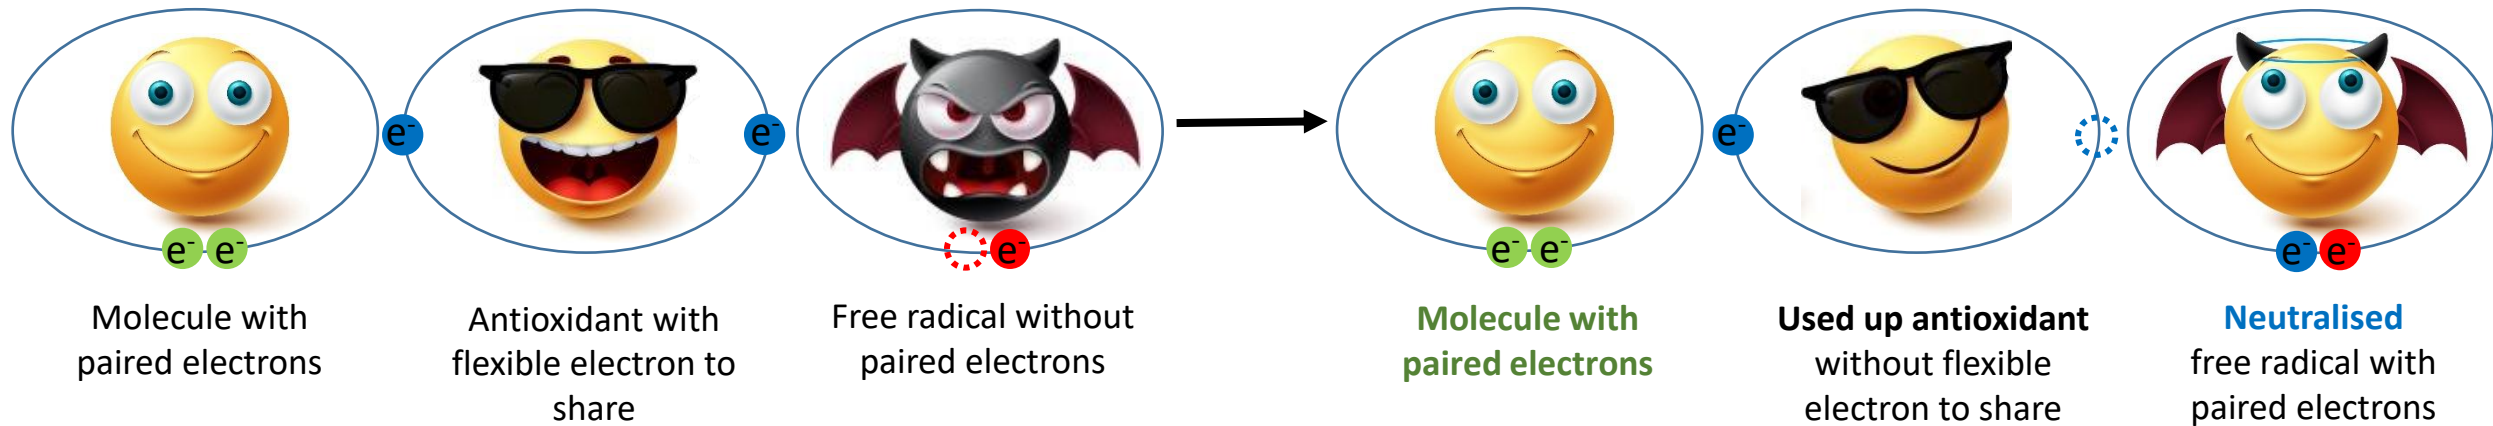 e- e-
e- e-
e-
Molecule with
paired electrons
Antioxidant with
flexible electron to
share
Free radical without
paired electrons
e-
e- e-
e- e-
Molecule with
paired electrons
Used up antioxidant
without flexible
electron to share
Neutralised
free radical with
paired electrons